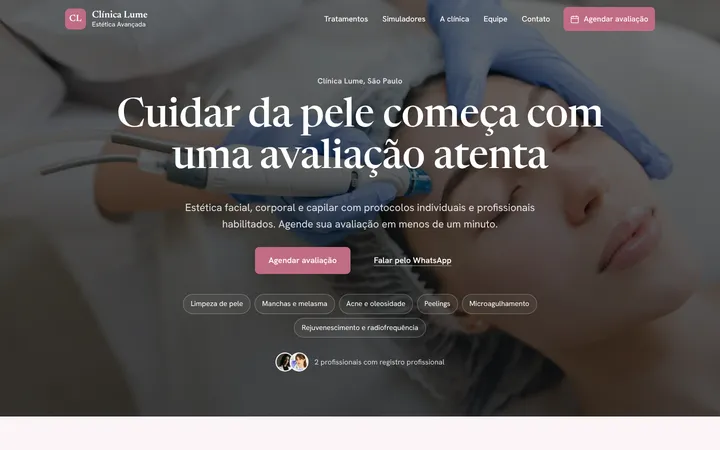 CL
Clínica Lume
Estética Avançada
Tratamentos
Simuladores
A clínica
Equipe
Contato
Agendar avaliação
Clínica Lume, São Paulo
Cuidar da pele começa com
uma avaliação atenta
Estética facial, corporal e capilar com protocolos individuais e profissionais
habilitados. Agende sua avaliação em menos de um minuto.
Agendar avaliação
Falar pelo WhatsApp
Limpeza de pele
Manchas e melasma
Acne e oleosidade
Peelings
Microagulhamento
Rejuvenescimento e radiofrequência
2 profissionais com registro profissional